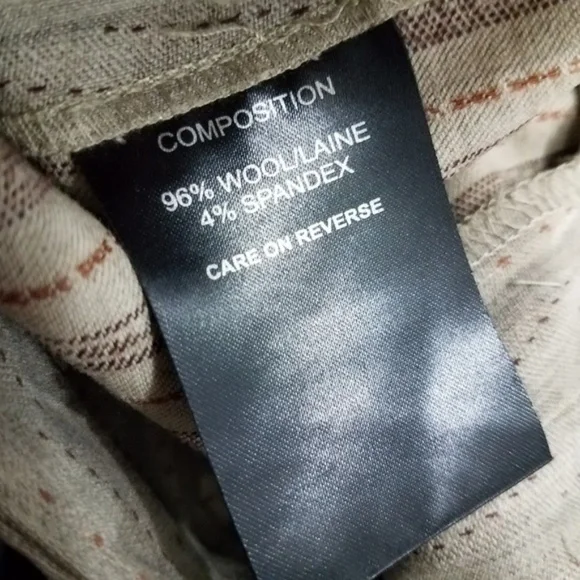 COMPOSITION
96% WOOL/LAINE
4% SPANDEX
CARE ON REVERSE